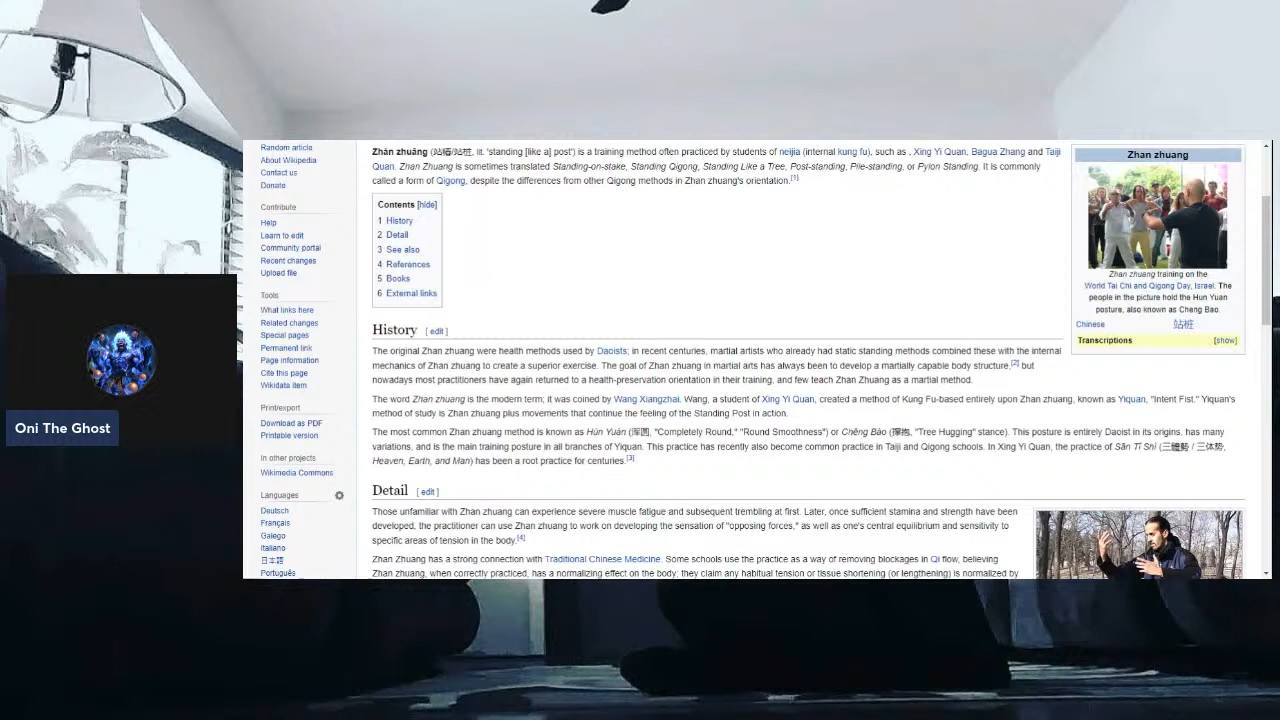 Random article
About Wikipedia
Contact us
Donate
Contribute
Help
Learn to edit
Community portal
Recent changes
Upload file
Tools
What links here
Related changes
Special pages
Permanent link
Page information
Cite this page
Wikidata item
Print/export
Download as PDF
Printable version
In other projects
Wikimedia Commons
Languages
Deutsch
Français
Galego
Italiano
日本語
Português
Oni The Ghost
Zhan zhuang (站樁/站桩, lit. 'standing [like a] post') is a training method often practiced by students of neijia (internal kung fu), such as , Xing Yi Quan, Bagua Zhang and Taiji
Quan. Zhan Zhuang is sometimes translated Standing-on-stake, Standing Qigong, Standing Like a Tree, Post-standing, Pile-standing, or Pylon Standing. It is commonly
called a form of Qigong, despite the differences from other Qigong methods in Zhan zhuang's orientation.[1]
Contents [hide]
1 History
2 Detail
3 See also
4 References
5 Books
6 External links
Zhan zhuang
Zhan zhuang training on the
World Tai Chi and Qigong Day, Israel. The
people in the picture hold the Hun Yuan
posture, also known as Cheng Bao.
Chinese 站桩
Transcriptions [show]
History [ edit ]
The original Zhan zhuang were health methods used by Daoists; in recent centuries, martial artists who already had static standing methods combined these with the internal
mechanics of Zhan zhuang to create a superior exercise. The goal of Zhan zhuang in martial arts has always been to develop a martially capable body structure,[2] but
nowadays most practitioners have again returned to a health-preservation orientation in their training, and few teach Zhan Zhuang as a martial method.
The word Zhan zhuang is the modern term; it was coined by Wang Xiangzhai. Wang, a student of Xing Yi Quan, created a method of Kung Fu-based entirely upon Zhan zhuang, known as Yiquan, "Intent Fist." Yiquan's
method of study is Zhan zhuang plus movements that continue the feeling of the Standing Post in action.
The most common Zhan zhuang method is known as Hún Yuán (浑圆, "Completely Round," "Round Smoothness") or Chēng Bào (撑抱, "Tree Hugging" stance). This posture is entirely Daoist in its origins, has many
variations, and is the main training posture in all branches of Yiquan. This practice has recently also become common practice in Taiji and Qigong schools. In Xing Yi Quan, the practice of Sān Tǐ Shì (三體勢 / 三体势,
Heaven, Earth, and Man) has been a root practice for centuries.[3]
Detail [ edit ]
Those unfamiliar with Zhan zhuang can experience severe muscle fatigue and subsequent trembling at first. Later, once sufficient stamina and strength have been
developed, the practitioner can use Zhan zhuang to work on developing the sensation of "opposing forces," as well as one's central equilibrium and sensitivity to
specific areas of tension in the body.[4]
Zhan Zhuang has a strong connection with Traditional Chinese Medicine. Some schools use the practice as a way of removing blockages in Qi flow, believing
Zhan zhuang, when correctly practiced, has a normalizing effect on the body; they claim any habitual tension or tissue shortening (or lengthening) is normalized by